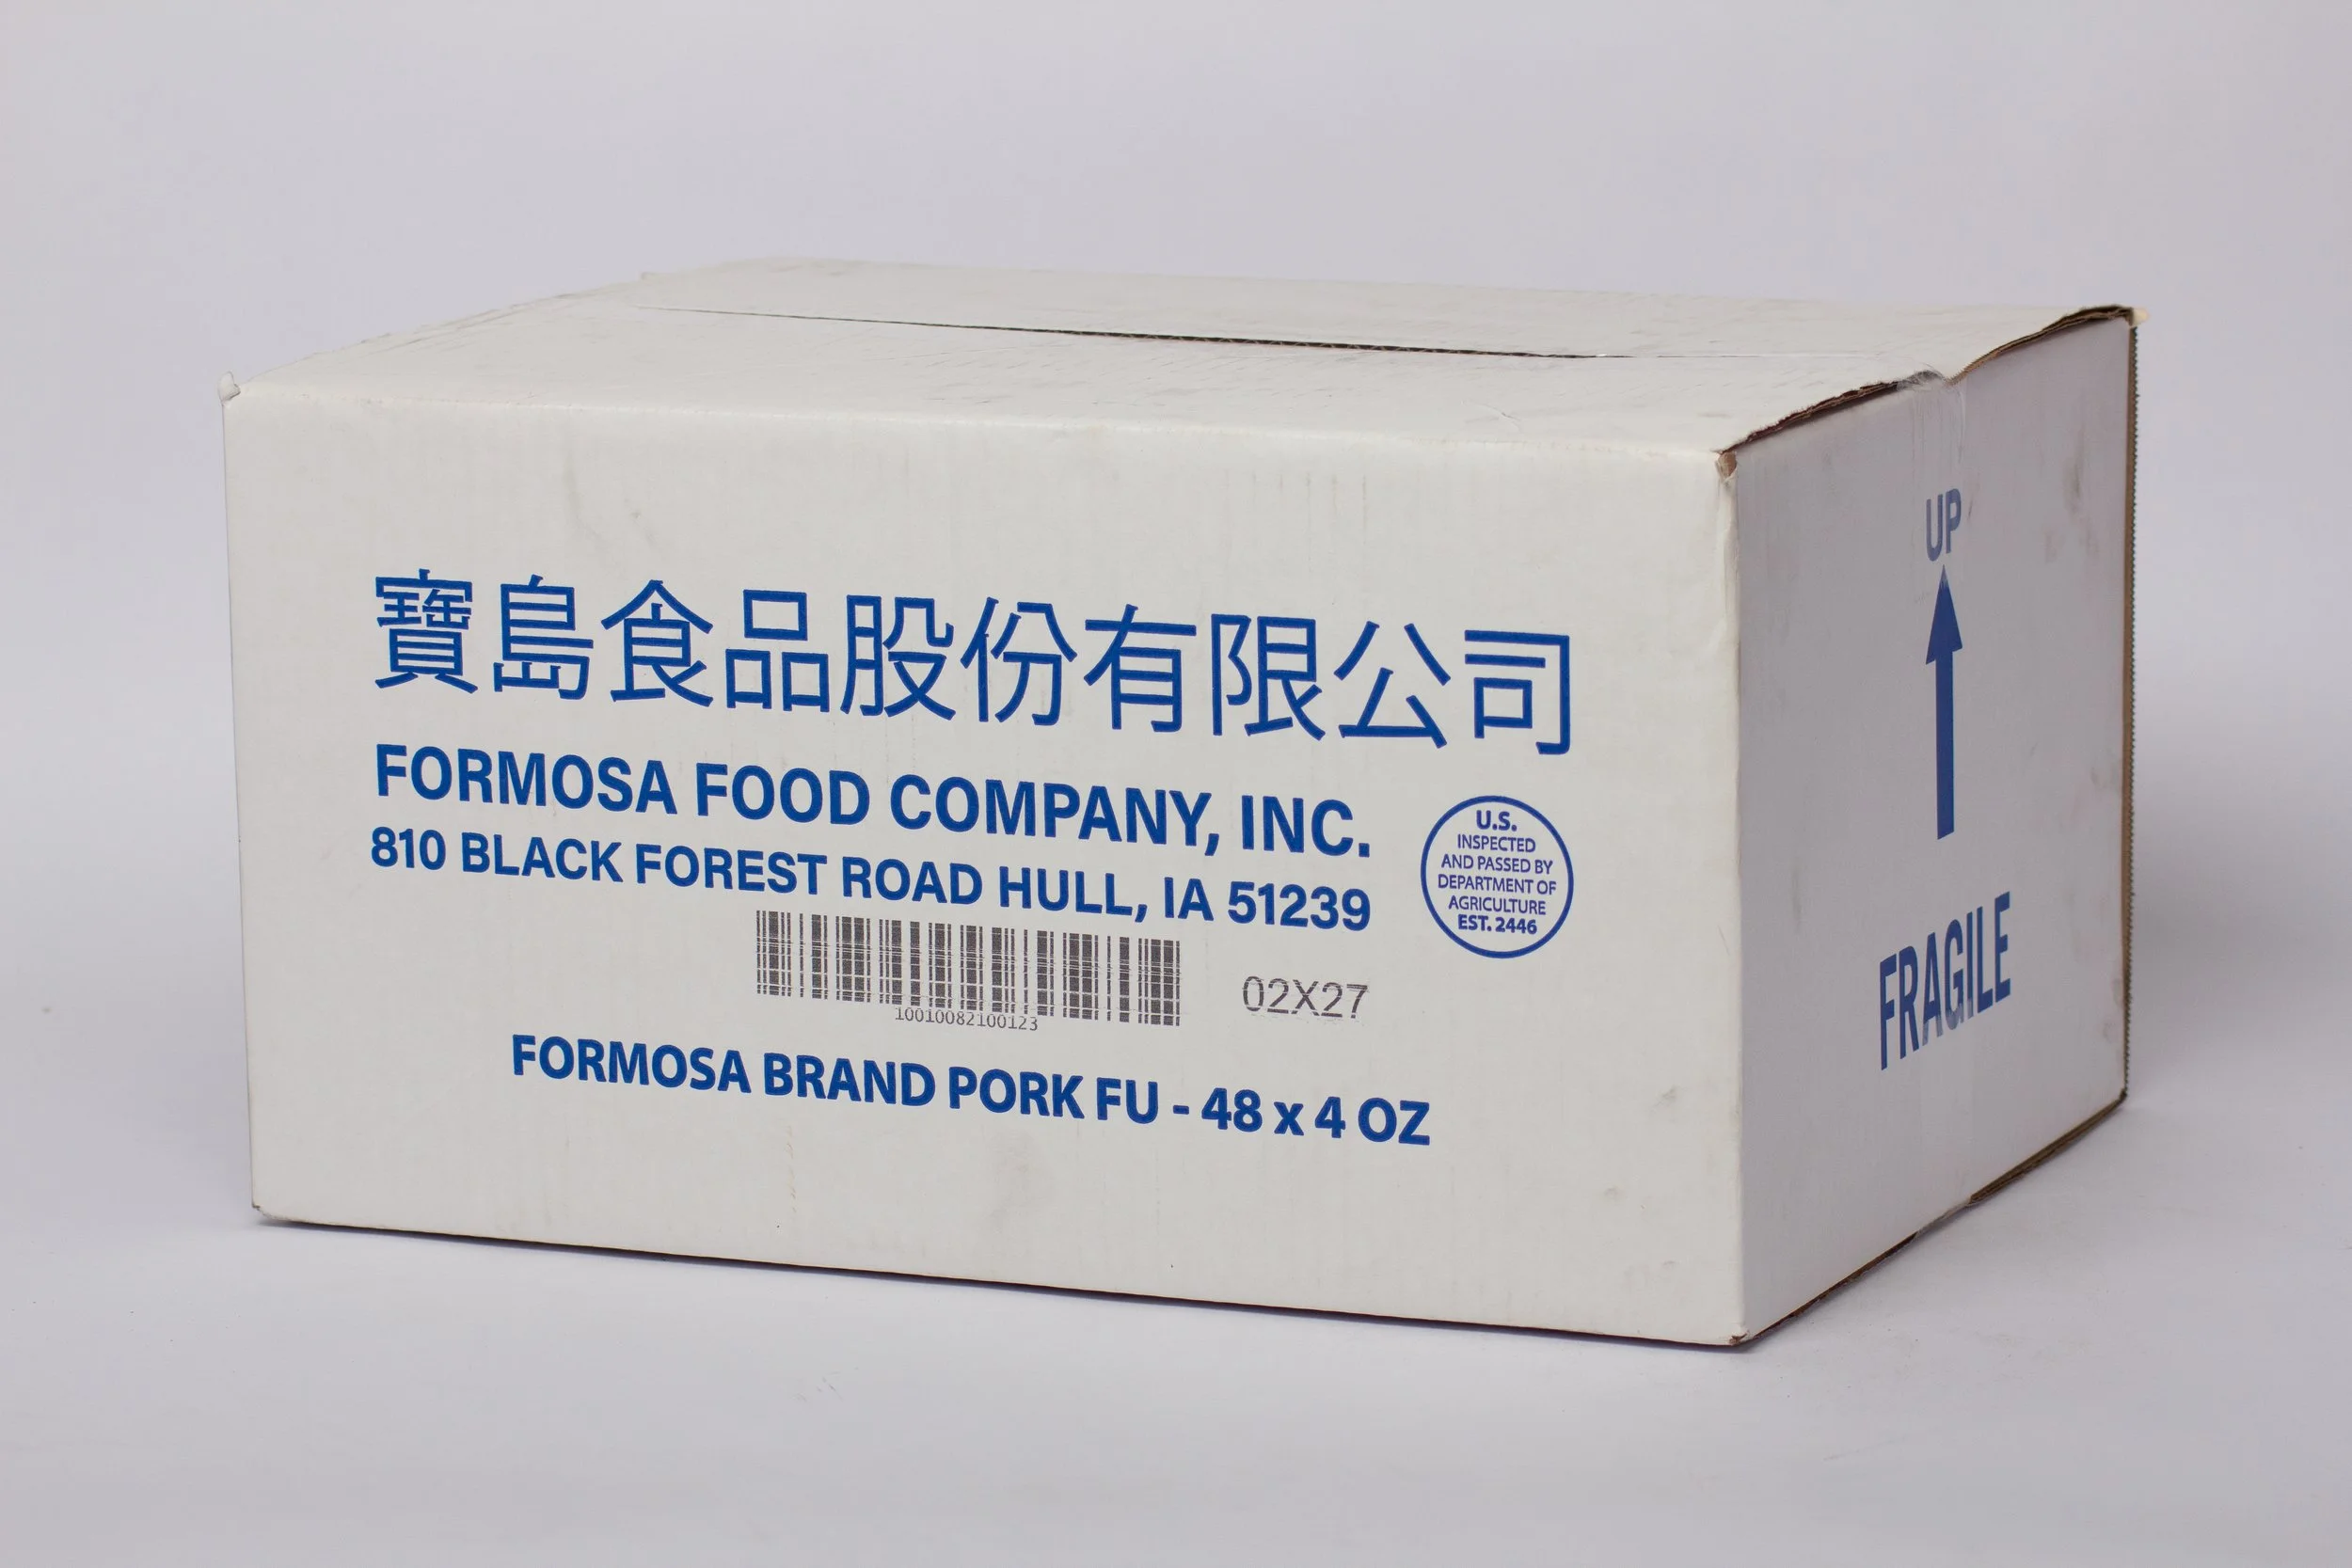 寶島食品股份有限公司
FORMOSA FOOD COMPANY, INC.
810 BLACK FOREST ROAD HULL, IA 51239
U.S.
INSPECTED
AND PASSED BY
DEPARTMENT OF
AGRICULTURE
EST. 2446
10010082100123
02X27
FORMOSA BRAND PORK FU - 48 x 4 OZ
UP
FRAGILE